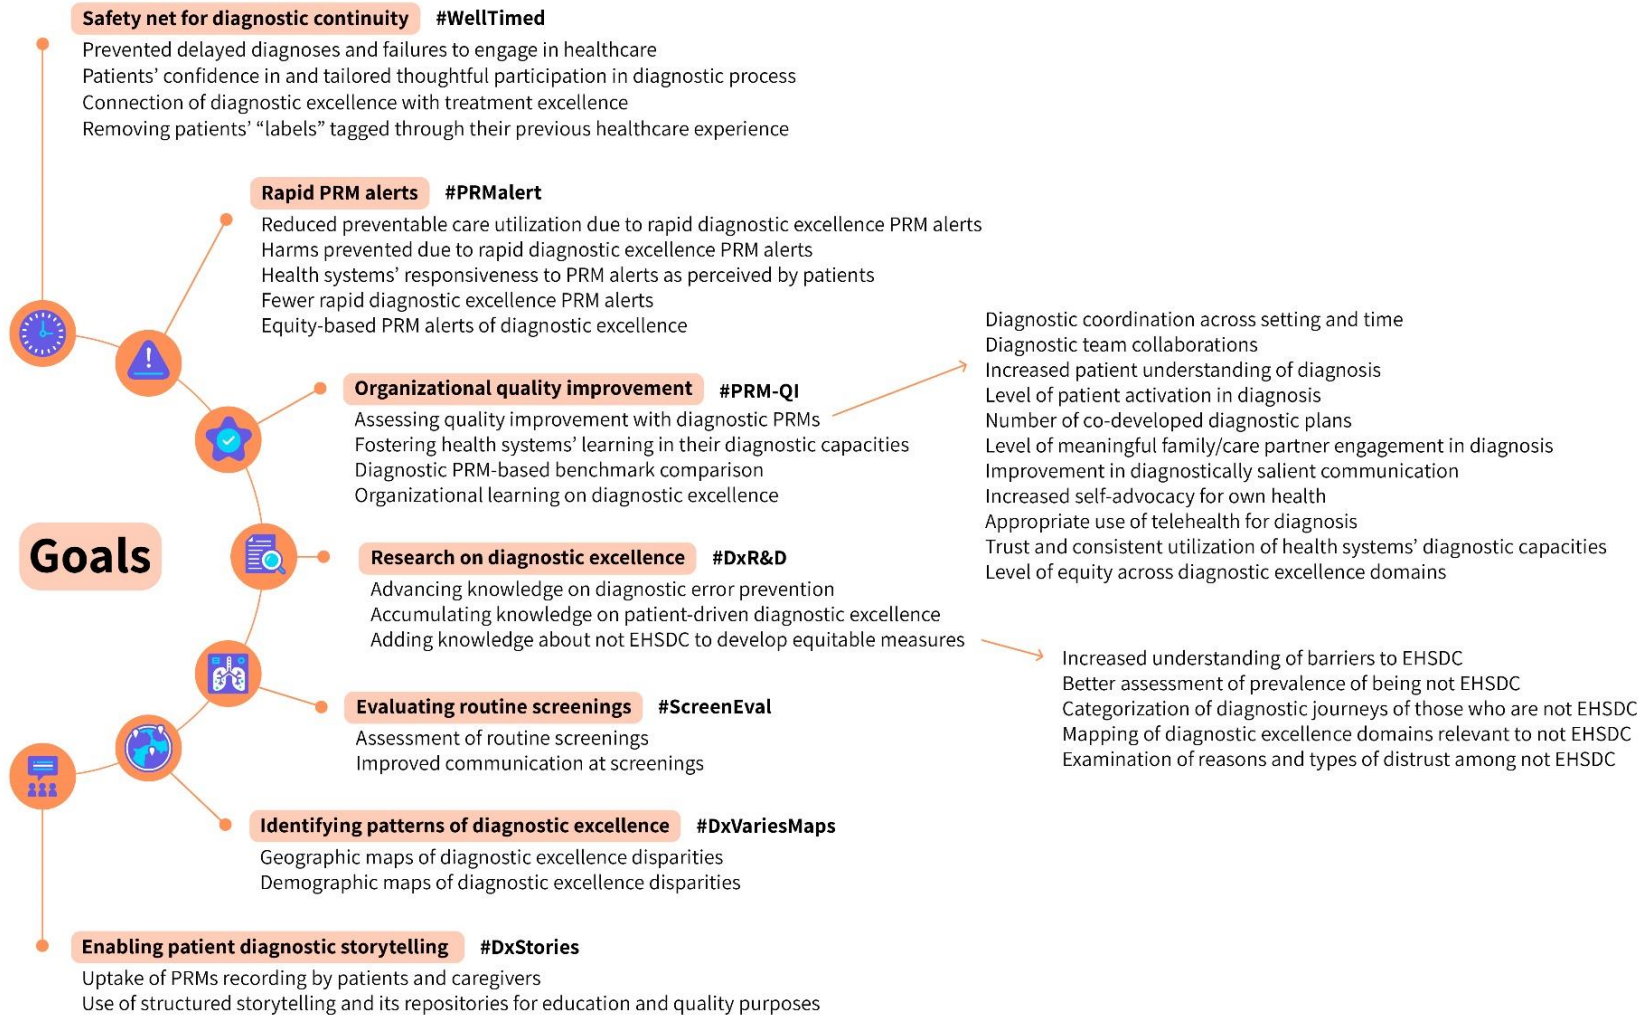 Safety net for diagnostic continuity #WellTimed
Prevented delayed diagnoses and failures to engage in healthcare
Patients’ confidence in and tailored thoughtful participation in diagnostic process
Connection of diagnostic excellence with treatment excellence
Removing patients’ “labels” tagged through their previous healthcare experience
Rapid PRM alerts #PRMalert
Reduced preventable care utilization due to rapid diagnostic excellence PRM alerts
Harms prevented due to rapid diagnostic excellence PRM alerts
Health systems’ responsiveness to PRM alerts as perceived by patients
Fewer rapid diagnostic excellence PRM alerts
Equity-based PRM alerts of diagnostic excellence
Organizational quality improvement #PRM-QI
Assessing quality improvement with diagnostic PRMs
Fostering health systems’ learning in their diagnostic capacities
Diagnostic PRM-based benchmark comparison
Organizational learning on diagnostic excellence
Diagnostic coordination across setting and time
Diagnostic team collaborations
Increased patient understanding of diagnosis
Level of patient activation in diagnosis
Number of co-developed diagnostic plans
Level of meaningful family/care partner engagement in diagnosis
Improvement in diagnostically salient communication
Increased self-advocacy for own health
Appropriate use of telehealth for diagnosis
Trust and consistent utilization of health systems’ diagnostic capacities
Level of equity across diagnostic excellence domains
Goals
Research on diagnostic excellence #DxR&D
Advancing knowledge on diagnostic error prevention
Accumulating knowledge on patient-driven diagnostic excellence
Adding knowledge about not EHSDC to develop equitable measures
Increased understanding of barriers to EHSDC
Better assessment of prevalence of being not EHSDC
Categorization of diagnostic journeys of those who are not EHSDC
Mapping of diagnostic excellence domains relevant to not EHSDC
Examination of reasons and types of distrust among not EHSDC
Evaluating routine screenings #ScreenEval
Assessment of routine screenings
Improved communication at screenings
Identifying patterns of diagnostic excellence #DxVariesMaps
Geographic maps of diagnostic excellence disparities
Demographic maps of diagnostic excellence disparities
Enabling patient diagnostic storytelling #DxStories
Uptake of PRMs recording by patients and caregivers
Use of structured storytelling and its repositories for education and quality purposes